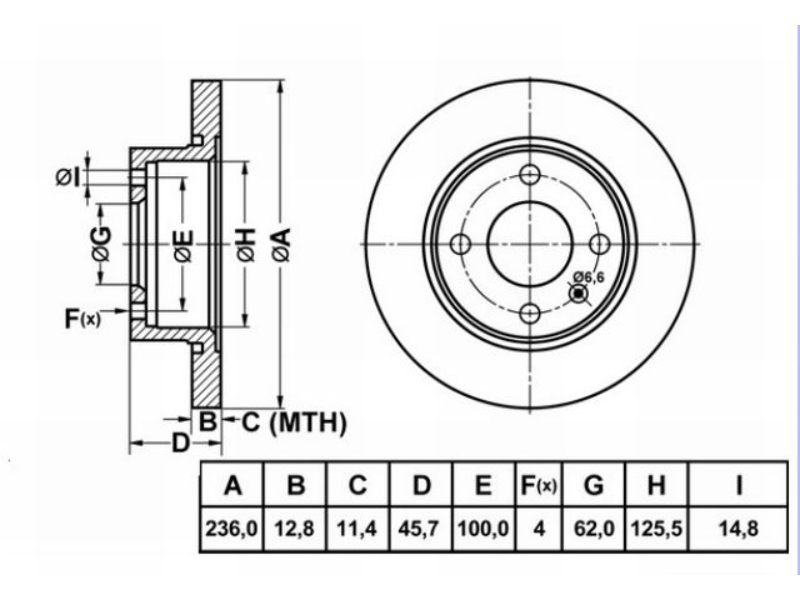 ØI
ØG
ØE
ØH
ØA
F(x)
Ø6,6
B
C (MTH)
D
A B C D E F(x) G H I
236,0 12,8 11,4 45,7 100,0 4 62,0 125,5 14,8